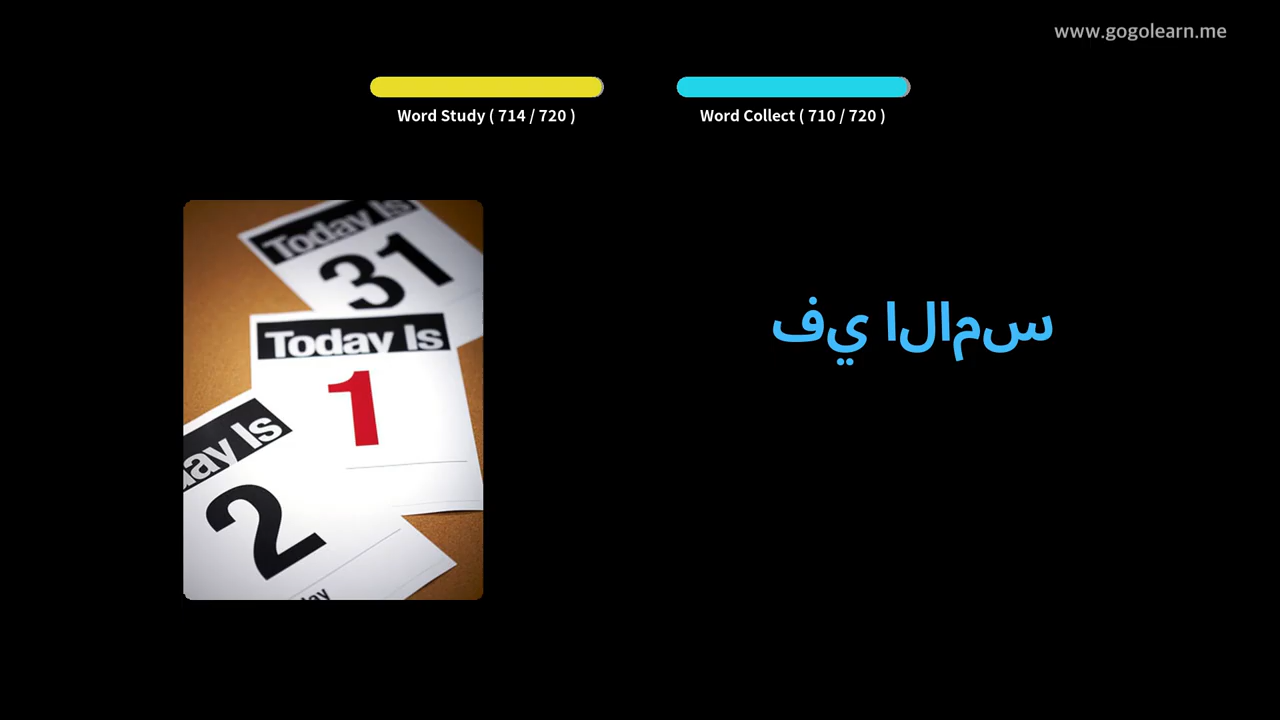 www.gogolearn.me
Word Study ( 714 / 720 )
Word Collect ( 710 / 720 )
Today Is
31
Today Is
1
day Is
2
في الامس